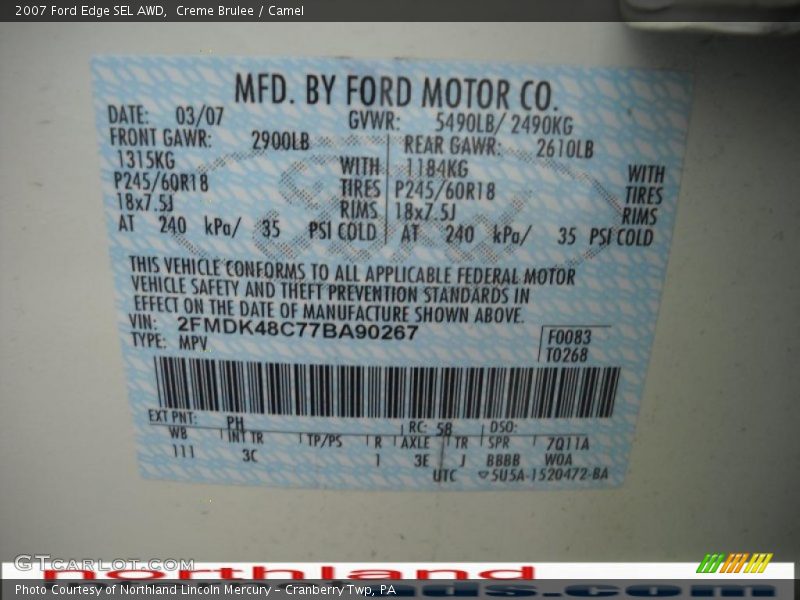 2007 Ford Edge SEL AWD,  Creme Brulee / Camel
MFD. BY FORD MOTOR CO.
DATE: 03/07 GVWR: 5490LB/ 2490KG
FRONT GAWR: 2900LB REAR GAWR: 2610LB
1315KG WITH 1184KG WITH
P245/60R18 TIRES P245/60R18 TIRES
18x7.5J RIMS 18x7.5J RIMS
AT 240 kPa/ 35 PSI COLD AT 240 kPa/ 35 PSI COLD
THIS VEHICLE CONFORMS TO ALL APPLICABLE FEDERAL MOTOR
VEHICLE SAFETY AND THEFT PREVENTION STANDARDS IN
EFFECT ON THE DATE OF MANUFACTURE SHOWN ABOVE.
VIN: 2FMDK48C77BA90267 F0083
TYPE: MPV T0268
EXT PNT: PH RC: 58 DSO:
WB INT TR TP/PS R AXLE TR SPR 7Q11A
111 3C 1 3E J BBBB WOA
UTC 5U5A-1520472-BA
GTcarlot.com
northland
Photo Courtesy of Northland Lincoln Mercury - Cranberry Twp, PA